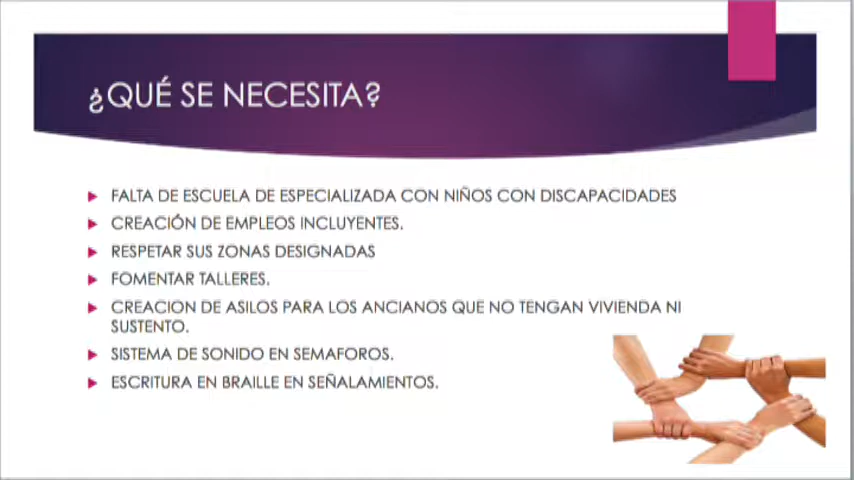 ¿QUÉ SE NECESITA?
FALTA DE ESCUELA DE ESPECIALIZADA CON NIÑOS CON DISCAPACIDADES
CREACIÓN DE EMPLEOS INCLUYENTES.
RESPETAR SUS ZONAS DESIGNADAS
FOMENTAR TALLERES.
CREACION DE ASILOS PARA LOS ANCIANOS QUE NO TENGAN VIVIENDA NI
SUSTENTO.
SISTEMA DE SONIDO EN SEMAFOROS.
ESCRITURA EN BRAILLE EN SEÑALAMIENTOS.